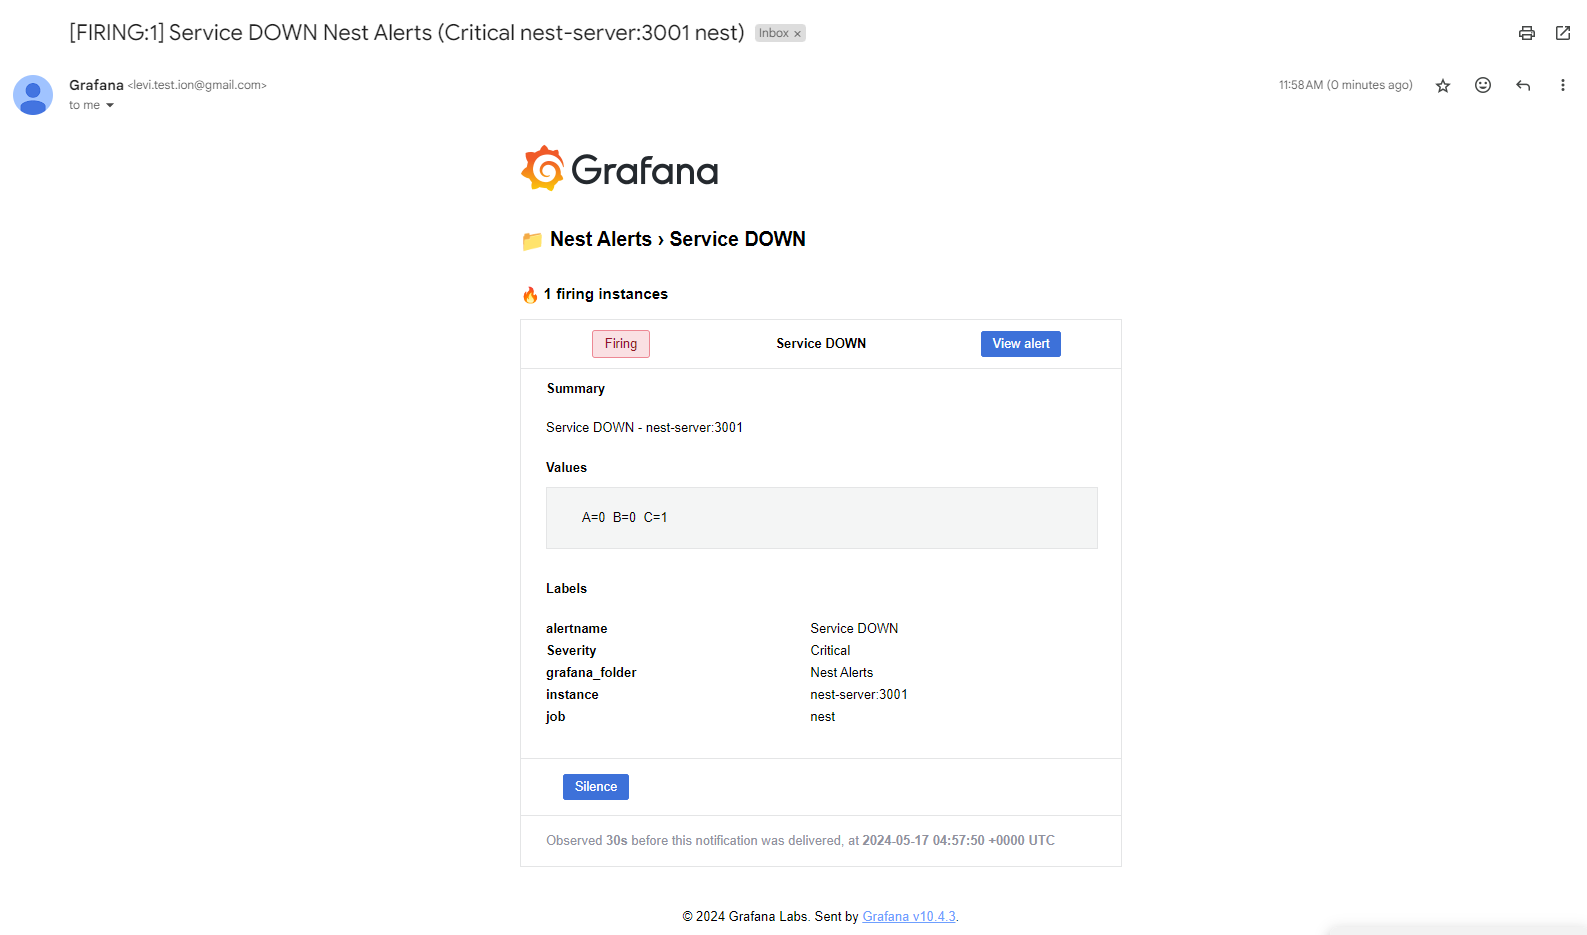 [FIRING:1] Service DOWN Nest Alerts (Critical nest-server:3001 nest) Inbox ×
Grafana <levi.test.ion@gmail.com> 11:58 AM (0 minutes ago)
to me
Grafana
Nest Alerts › Service DOWN
1 firing instances
Firing Service DOWN View alert
Summary
Service DOWN - nest-server:3001
Values
A=0 B=0 C=1
Labels
alertname Service DOWN
Severity Critical
grafana_folder Nest Alerts
instance nest-server:3001
job nest
Silence
Observed 30s before this notification was delivered, at 2024-05-17 04:57:50 +0000 UTC
© 2024 Grafana Labs. Sent by Grafana v10.4.3.